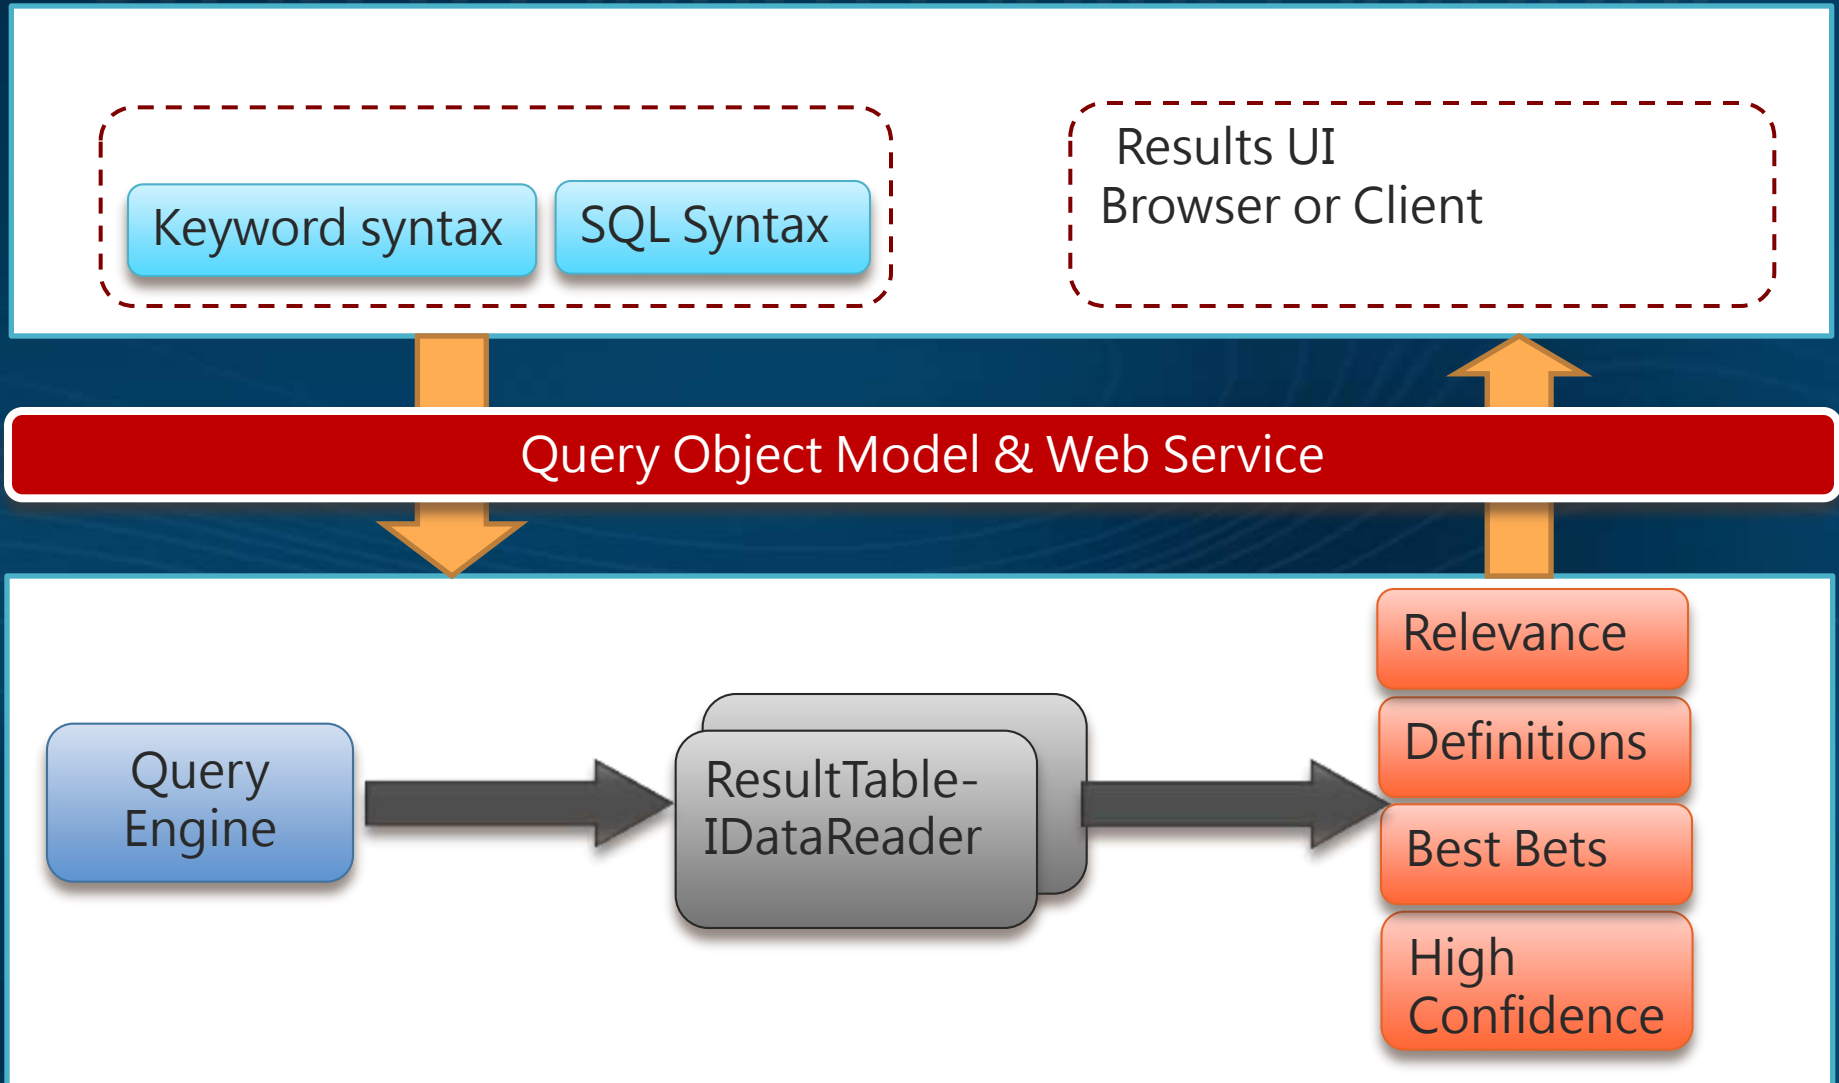 Keyword syntax
SQL Syntax
Results UI
Browser or Client
Query Object Model & Web Service
Query
Engine
ResultTable-
IDataReader
Relevance
Definitions
Best Bets
High
Confidence